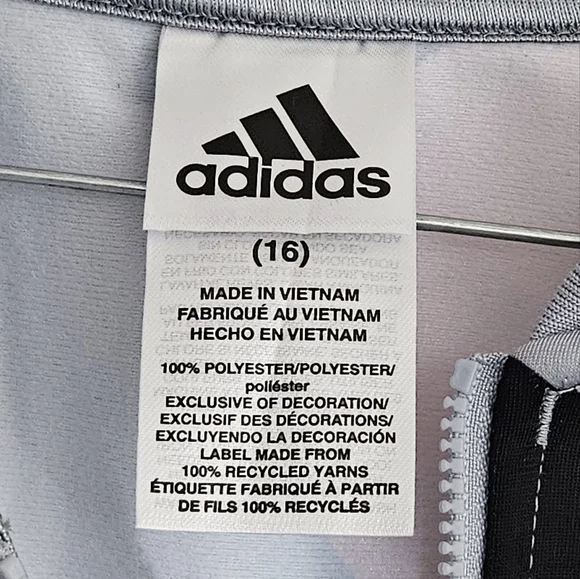 adidas
(16)
MADE IN VIETNAM
FABRIQUÉ AU VIETNAM
HECHO EN VIETNAM
100% POLYESTER/POLYESTER/
poliéster
EXCLUSIVE OF DECORATION/
EXCLUSIF DES DÉCORATIONS/
EXCLUYENDO LA DECORACIÓN
LABEL MADE FROM
100% RECYCLED YARNS
ÉTIQUETTE FABRIQUÉ À PARTIR
DE FILS 100% RECYCLÉS